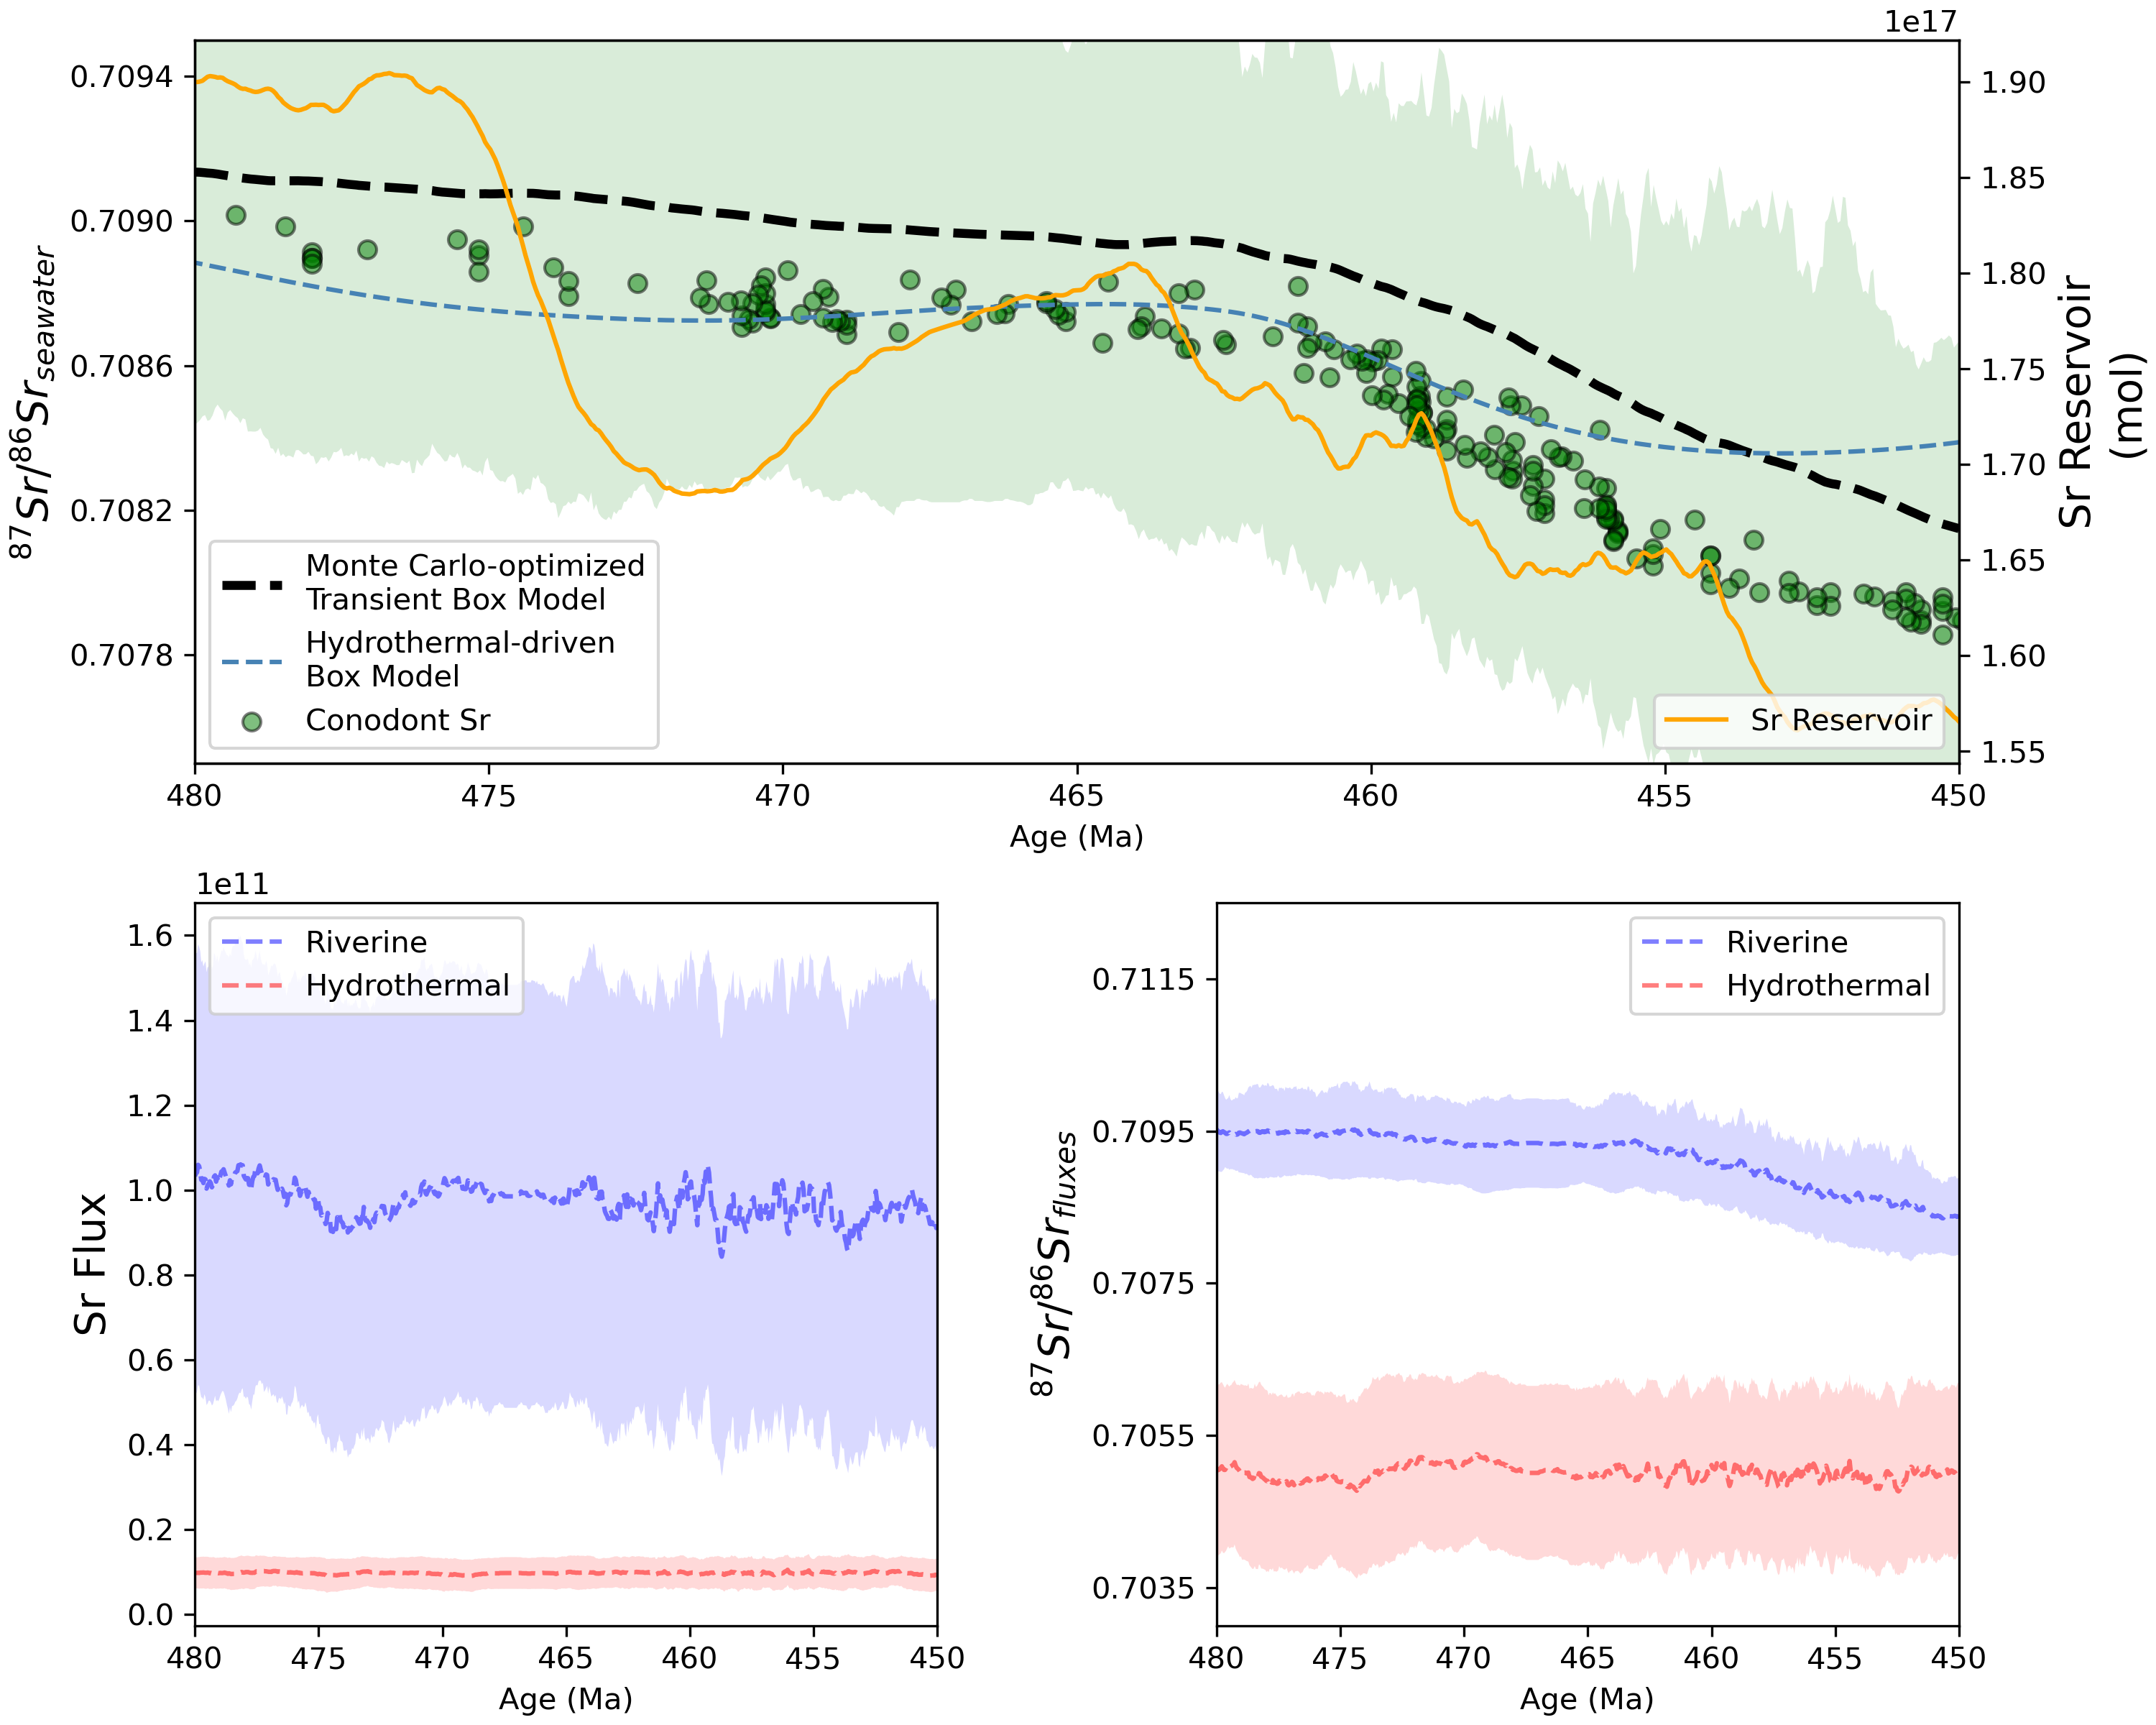 1e17
0.7094
0.7090
0.7086
0.7082
0.7078
87Sr/86Sr seawater
1.90
1.85
1.80
1.75
1.70
1.65
1.60
1.55
Sr Reservoir
(mol)
Monte Carlo-optimized
Transient Box Model
Hydrothermal-driven
Box Model
Conodont Sr
Sr Reservoir
480 475 470 465 460 455 450
Age (Ma)
1e11
1.6
1.4
1.2
1.0
0.8
0.6
0.4
0.2
0.0
Sr Flux
Riverine
Hydrothermal
480 475 470 465 460 455 450
Age (Ma)
0.7115
0.7095
0.7075
0.7055
0.7035
87Sr/86Sr fluxes
Riverine
Hydrothermal
480 475 470 465 460 455 450
Age (Ma)